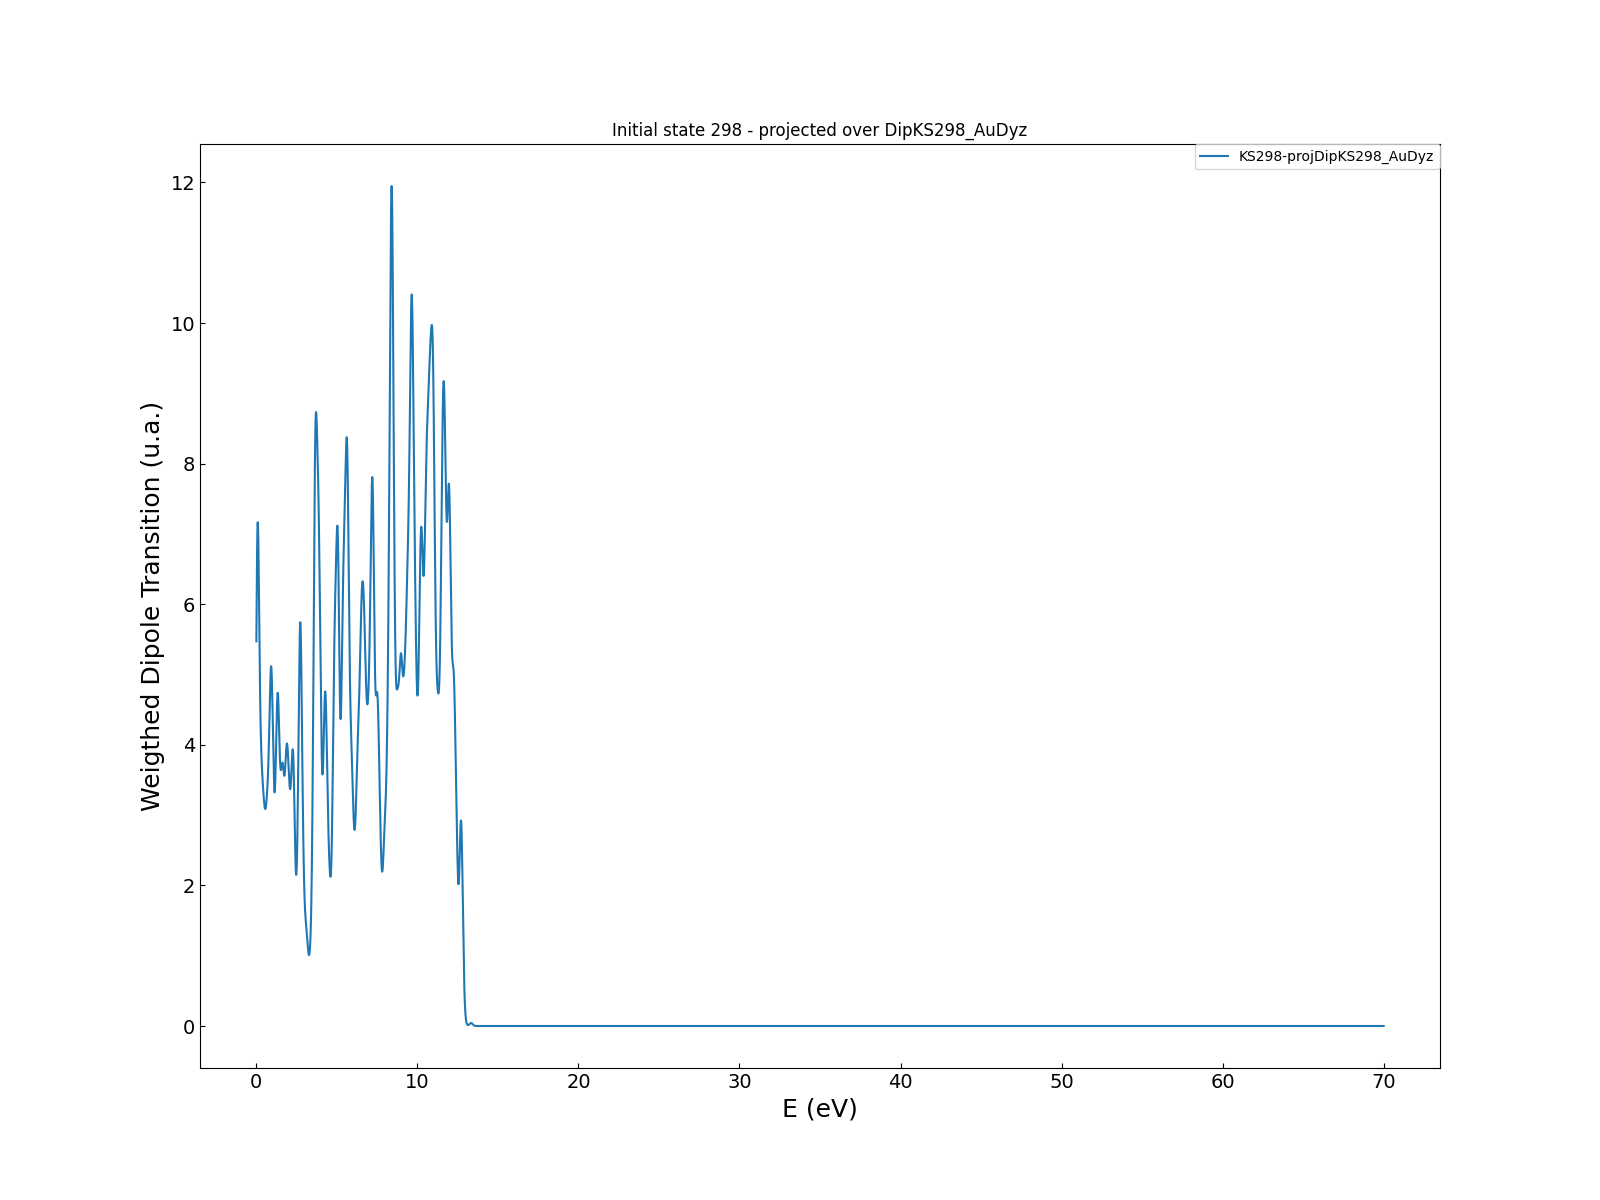 Initial state 298 - projected over DipKS298_AuDyz
KS298-projDipKS298_AuDyz
Weigthed Dipole Transition (u.a.)
12
10
8
6
4
2
0
0 10 20 30 40 50 60 70
E (eV)